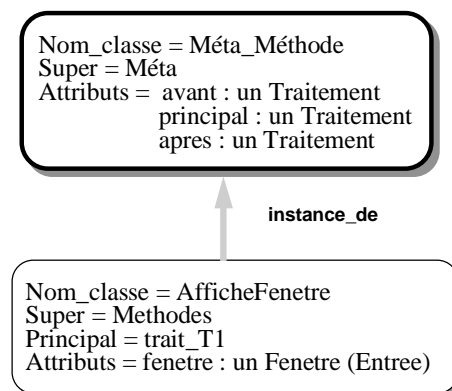 Nom_classe = Méta_Méthode
Super = Méta
Attributs = avant : un Traitement
principal : un Traitement
apres : un Traitement
instance_de
Nom_classe = AfficheFenetre
Super = Methodes
Principal = trait_T1
Attributs = fenetre : un Fenetre (Entree)